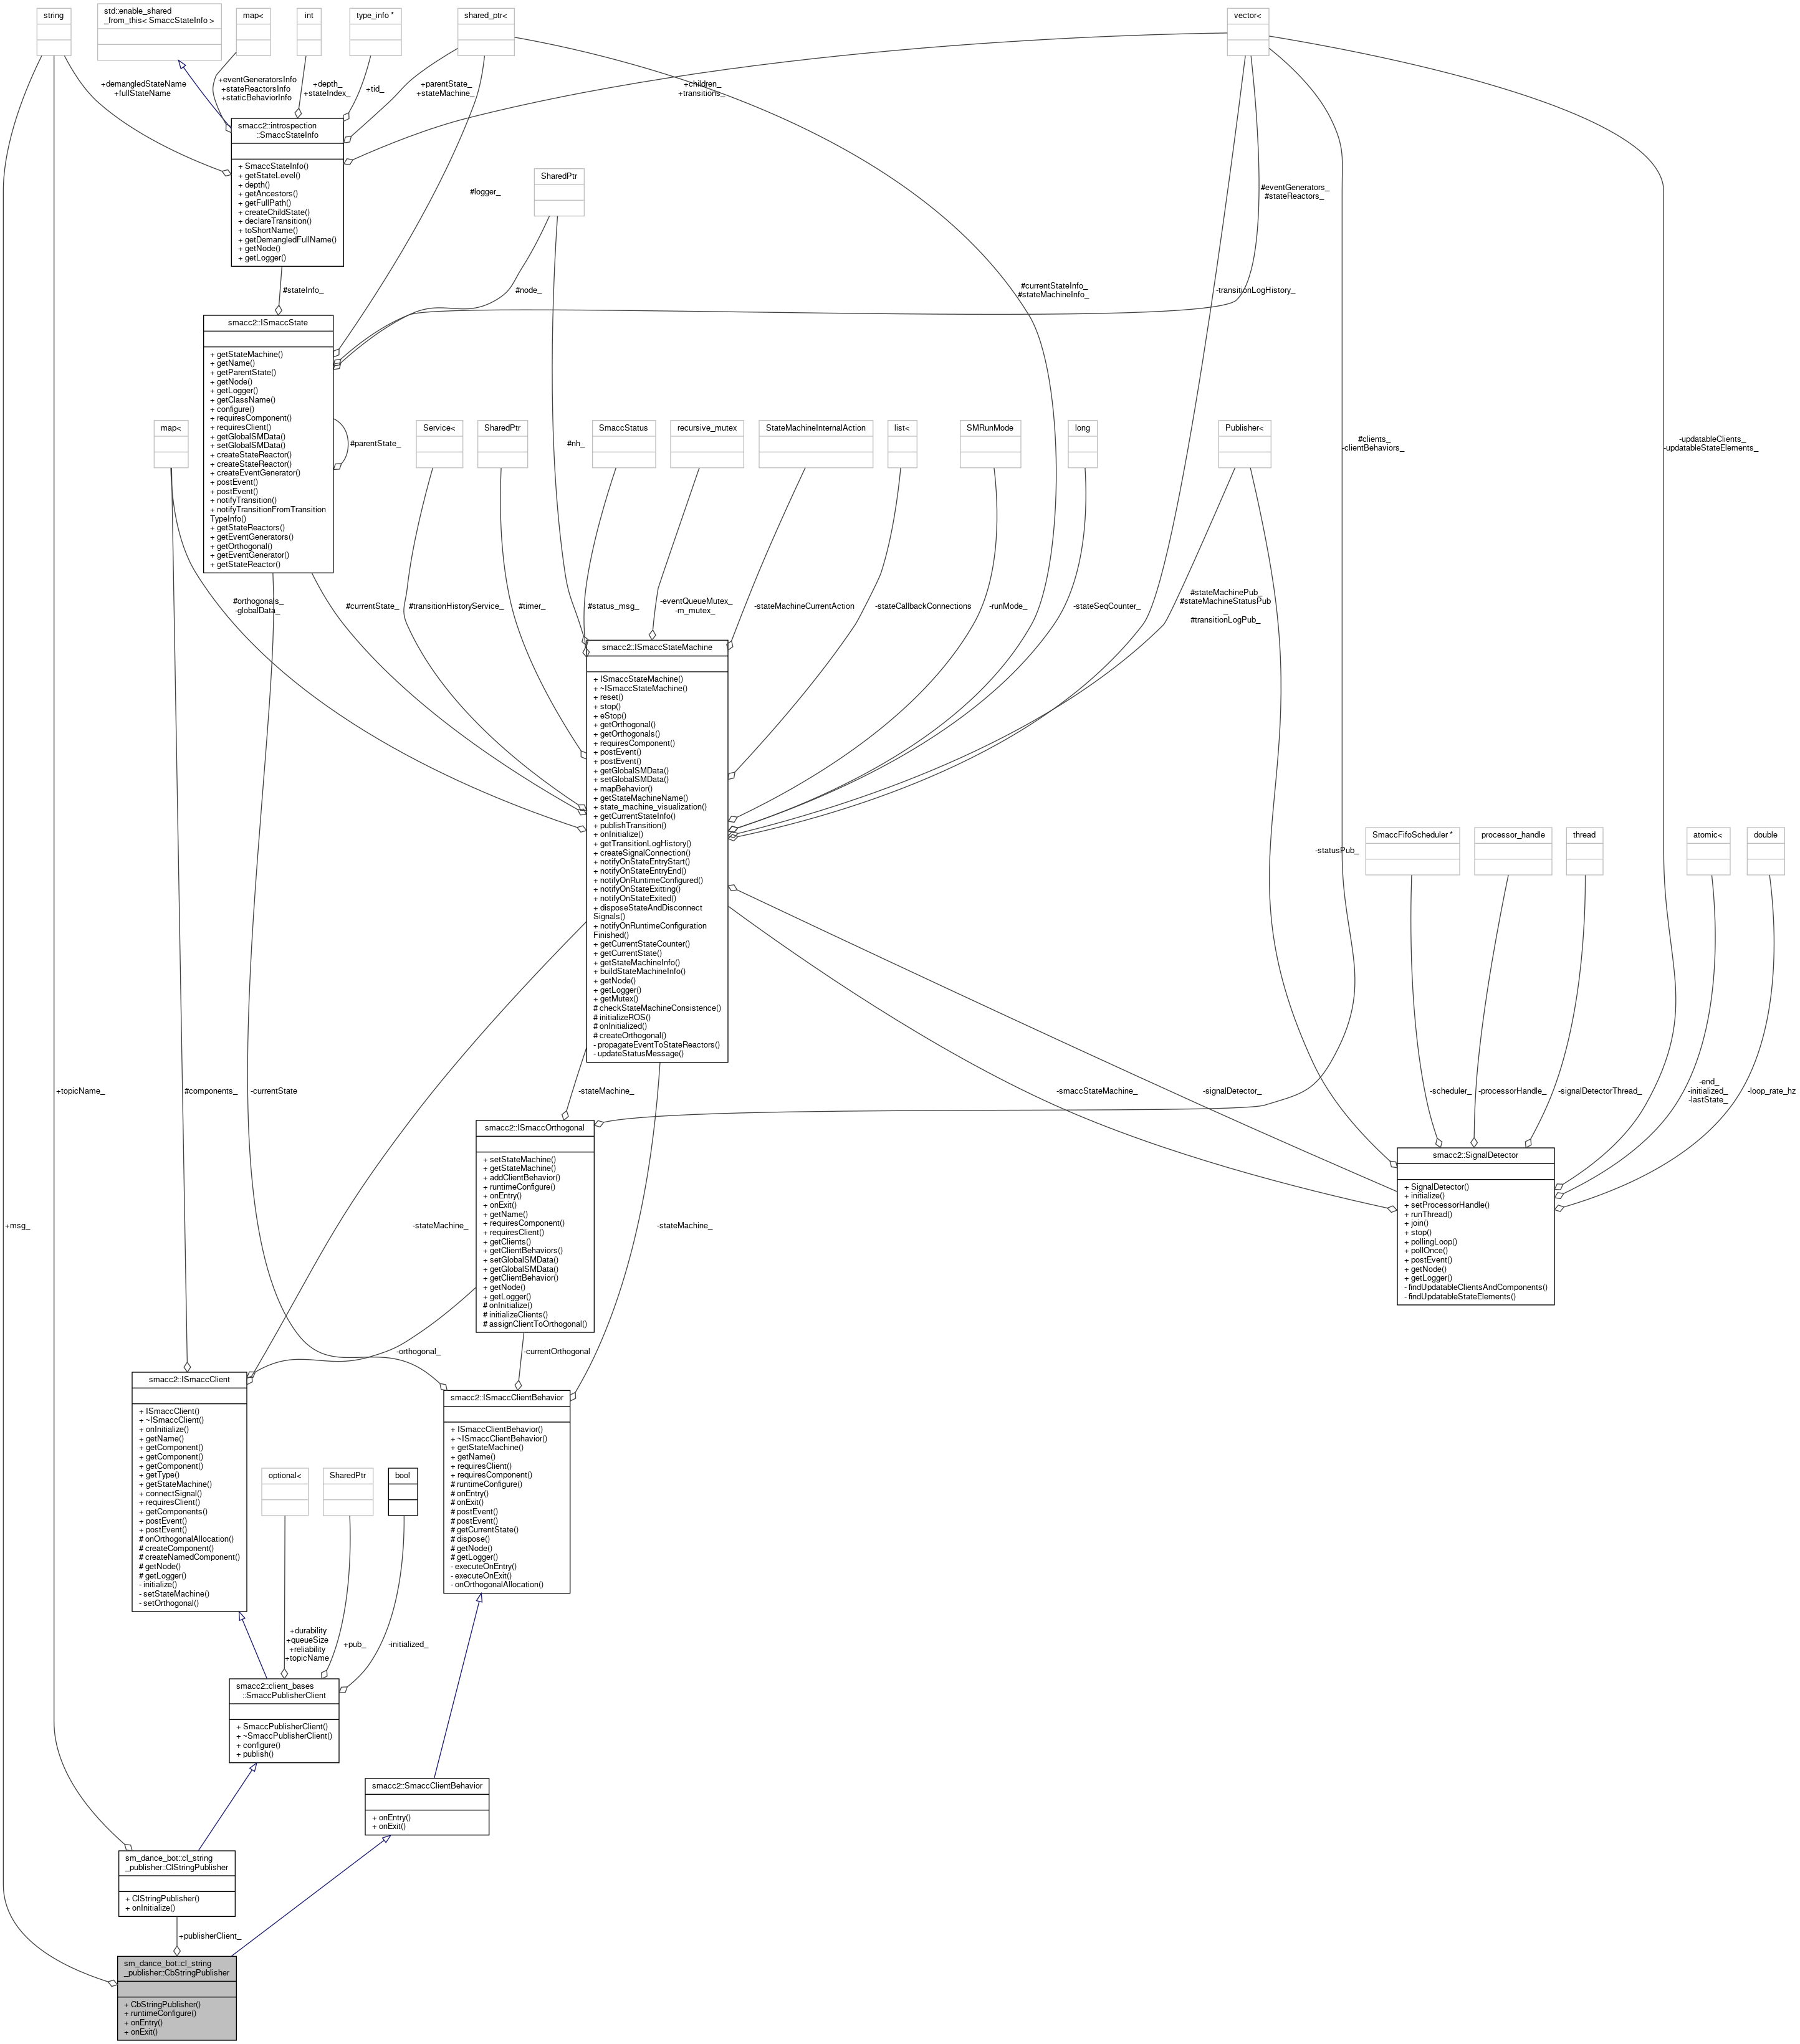 string
std::enable_shared
_from_this< SmaccStateInfo >
map<
int
type_info *
shared_ptr<
vector<
+demangledStateName
+fullStateName
+eventGeneratorsInfo
+stateReactorsInfo
+staticBehaviorInfo
+depth_
+stateIndex_
+tid_
+parentState_
+stateMachine_
+children_
+transitions_
smacc2::introspection
::SmaccStateInfo
+ SmaccStateInfo()
+ getStateLevel()
+ depth()
+ getAncestors()
+ getFullPath()
+ createChildState()
+ declareTransition()
+ toShortName()
+ getDemangledFullName()
+ getNode()
+ getLogger()
SharedPtr
#logger_
#eventGenerators_
#stateReactors_
#stateInfo_
#node_
#currentStateInfo_
#stateMachineInfo_
-transitionLogHistory_
smacc2::ISmaccState
+ getStateMachine()
+ getName()
+ getParentState()
+ getNode()
+ getLogger()
+ getClassName()
+ configure()
+ requiresComponent()
+ requiresClient()
+ getGlobalSMData()
+ setGlobalSMData()
+ createStateReactor()
+ createStateReactor()
+ createEventGenerator()
+ postEvent()
+ postEvent()
+ notifyTransition()
+ notifyTransitionFromTransition
TypeInfo()
+ getStateReactors()
+ getEventGenerators()
+ getOrthogonal()
+ getEventGenerator()
+ getStateReactor()
#parentState_
map<
Service<
SharedPtr
#nh_
SmaccStatus
recursive_mutex
StateMachineInternalAction
list<
SMRunMode
long
Publisher<
#clients_
-clientBehaviors_
-updatableClients_
-updatableStateElements_
#orthogonals_
-globalData_
#currentState_
#transitionHistoryService_
#timer_
#status_msg_
-eventQueueMutex_
-m_mutex_
-stateMachineCurrentAction
-stateCallbackConnections
-runMode_
-stateSeqCounter_
#stateMachinePub_
#stateMachineStatusPub
_
#transitionLogPub_
smacc2::ISmaccStateMachine
+ ISmaccStateMachine()
+ ~ISmaccStateMachine()
+ reset()
+ stop()
+ eStop()
+ getOrthogonal()
+ getOrthogonals()
+ requiresComponent()
+ postEvent()
+ postEvent()
+ getGlobalSMData()
+ setGlobalSMData()
+ mapBehavior()
+ getStateMachineName()
+ state_machine_visualization()
+ getCurrentStateInfo()
+ publishTransition()
+ onInitialize()
+ getTransitionLogHistory()
+ createSignalConnection()
+ notifyOnStateEntryStart()
+ notifyOnStateEntryEnd()
+ notifyOnRuntimeConfigured()
+ notifyOnStateExitting()
+ notifyOnStateExited()
+ disposeStateAndDisconnect
Signals()
+ notifyOnRuntimeConfiguration
Finished()
+ getCurrentStateCounter()
+ getCurrentState()
+ getStateMachineInfo()
+ buildStateMachineInfo()
+ getNode()
+ getLogger()
+ getMutex()
# checkStateMachineConsistence()
# initializeROS()
# onInitialized()
# createOrthogonal()
- propagateEventToStateReactors()
- updateStatusMessage()
-statusPub_
SmaccFifoScheduler *
processor_handle
thread
atomic<
double
+topicName_
#components_
-currentState
-stateMachine_
-smaccStateMachine_
-signalDetector_
-scheduler_
-processorHandle_
-signalDetectorThread_
-end_
-initialized_
-lastState_
-loop_rate_hz
smacc2::ISmaccOrthogonal
+ setStateMachine()
+ getStateMachine()
+ addClientBehavior()
+ runtimeConfigure()
+ onEntry()
+ onExit()
+ getName()
+ requiresComponent()
+ requiresClient()
+ getClients()
+ getClientBehaviors()
+ setGlobalSMData()
+ getGlobalSMData()
+ getClientBehavior()
+ getNode()
+ getLogger()
# onInitialize()
# initializeClients()
# assignClientToOrthogonal()
smacc2::SignalDetector
+ SignalDetector()
+ initialize()
+ setProcessorHandle()
+ runThread()
+ join()
+ stop()
+ pollingLoop()
+ pollOnce()
+ postEvent()
+ getNode()
+ getLogger()
- findUpdatableClientsAndComponents()
- findUpdatableStateElements()
+msg_
-stateMachine_
-stateMachine_
-orthogonal_
-currentOrthogonal
smacc2::ISmaccClient
+ ISmaccClient()
+ ~ISmaccClient()
+ onInitialize()
+ getName()
+ getComponent()
+ getComponent()
+ getComponent()
+ getType()
+ getStateMachine()
+ connectSignal()
+ requiresClient()
+ getComponents()
+ postEvent()
+ postEvent()
# onOrthogonalAllocation()
# createComponent()
# createNamedComponent()
# getNode()
# getLogger()
- initialize()
- setStateMachine()
- setOrthogonal()
smacc2::ISmaccClientBehavior
+ ISmaccClientBehavior()
+ ~ISmaccClientBehavior()
+ getStateMachine()
+ getName()
+ requiresClient()
+ requiresComponent()
# runtimeConfigure()
# onEntry()
# onExit()
# postEvent()
# postEvent()
# getCurrentState()
# dispose()
# getNode()
# getLogger()
- executeOnEntry()
- executeOnExit()
- onOrthogonalAllocation()
optional<
SharedPtr
bool
+durability
+queueSize
+reliability
+topicName
+pub_
-initialized_
smacc2::client_bases
::SmaccPublisherClient
+ SmaccPublisherClient()
+ ~SmaccPublisherClient()
+ configure()
+ publish()
smacc2::SmaccClientBehavior
+ onEntry()
+ onExit()
sm_dance_bot::cl_string
_publisher::ClStringPublisher
+ ClStringPublisher()
+ onInitialize()
+publisherClient_
sm_dance_bot::cl_string
_publisher::CbStringPublisher
+ CbStringPublisher()
+ runtimeConfigure()
+ onEntry()
+ onExit()